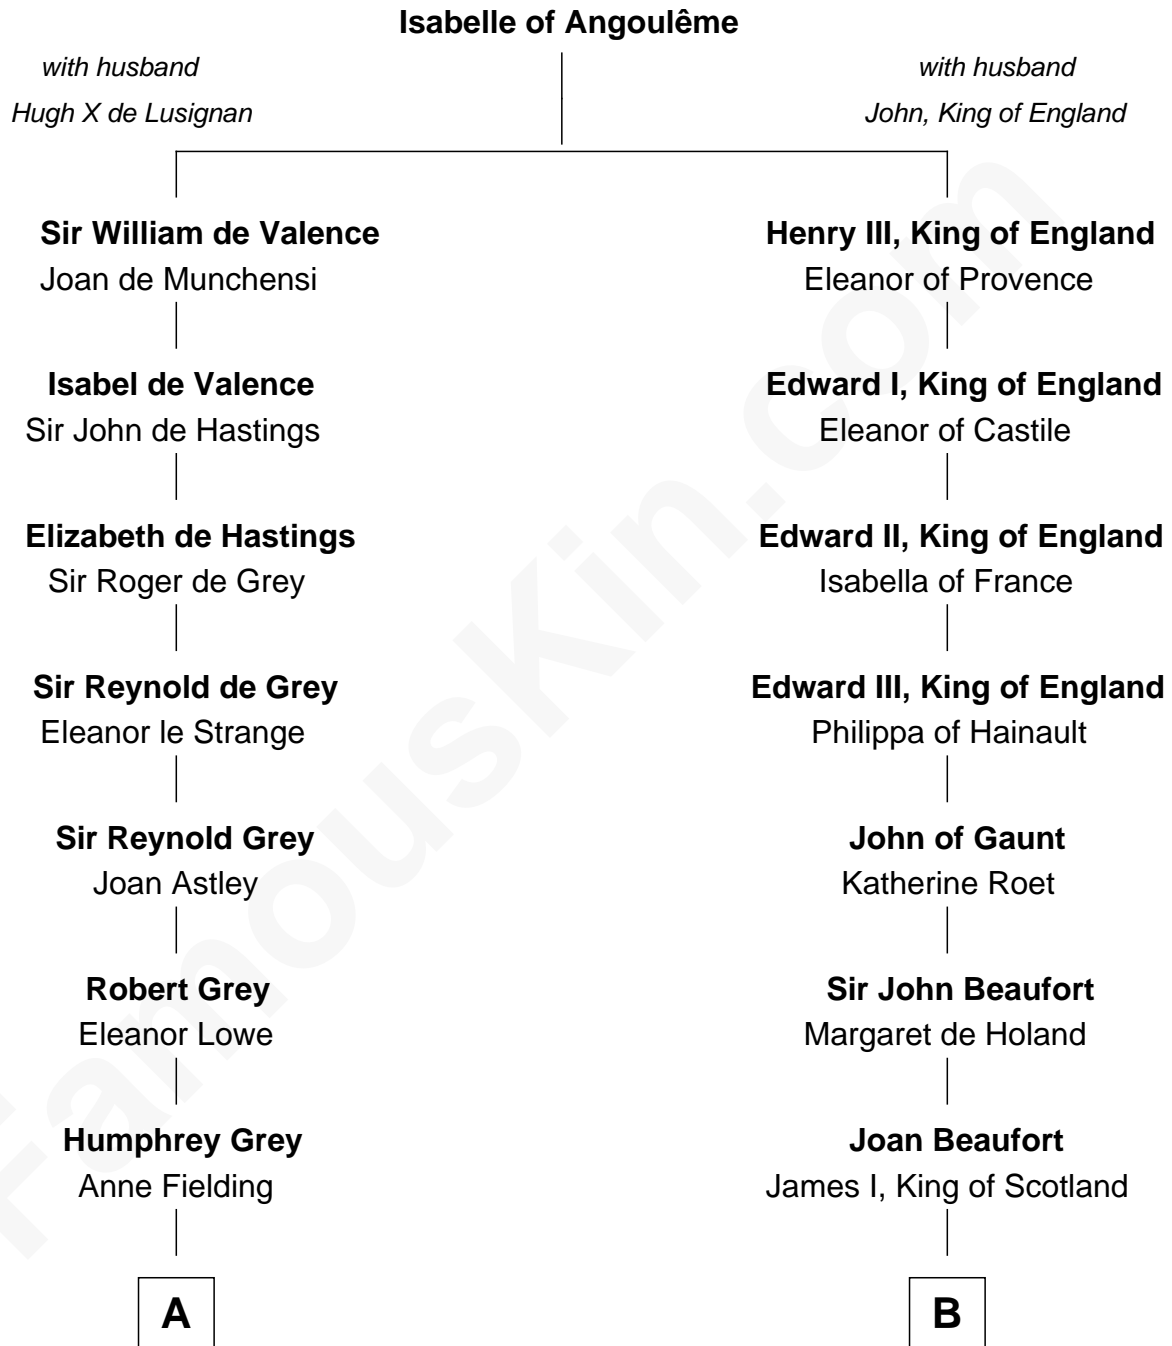 Isabelle of Angoulême
with husband
Hugh X de Lusignan
with husband
John, King of England
Sir William de Valence
Joan de Munchensi
Henry III, King of England
Eleanor of Provence
Isabel de Valence
Sir John de Hastings
Edward I, King of England
Eleanor of Castile
Elizabeth de Hastings
Sir Roger de Grey
Edward II, King of England
Isabella of France
Sir Reynold de Grey
Eleanor le Strange
Edward III, King of England
Philippa of Hainault
Sir Reynold Grey
Joan Astley
John of Gaunt
Katherine Roet
Robert Grey
Eleanor Lowe
Sir John Beaufort
Margaret de Holand
Humphrey Grey
Anne Fielding
Joan Beaufort
James I, King of Scotland
A
B
FamousKin.com